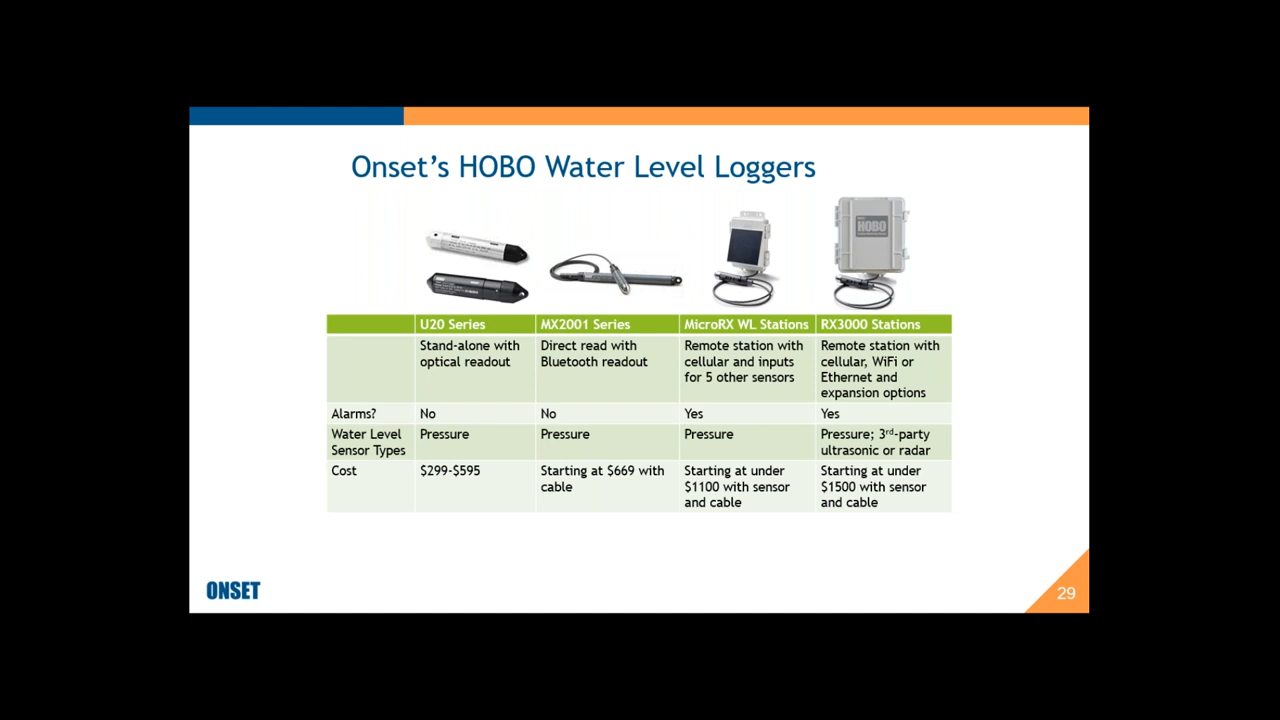 Onset's HOBO Water Level Loggers
HOBO
U20 Series
MX2001 Series
MicroRX WL Stations
RX3000 Stations
Stand-alone with
optical readout
Direct read with
Bluetooth readout
Remote station with
cellular and inputs
for 5 other sensors
Remote station with
cellular, WiFi or
Ethernet and
expansion options
Alarms?
No
No
Yes
Yes
Water Level
Sensor Types
Pressure
Pressure
Pressure
Pressure; 3rd-party
ultrasonic or radar
Cost
$299-$595
Starting at $669 with
cable
Starting at under
$1100 with sensor
and cable
Starting at under
$1500 with sensor
and cable
ONSET
29